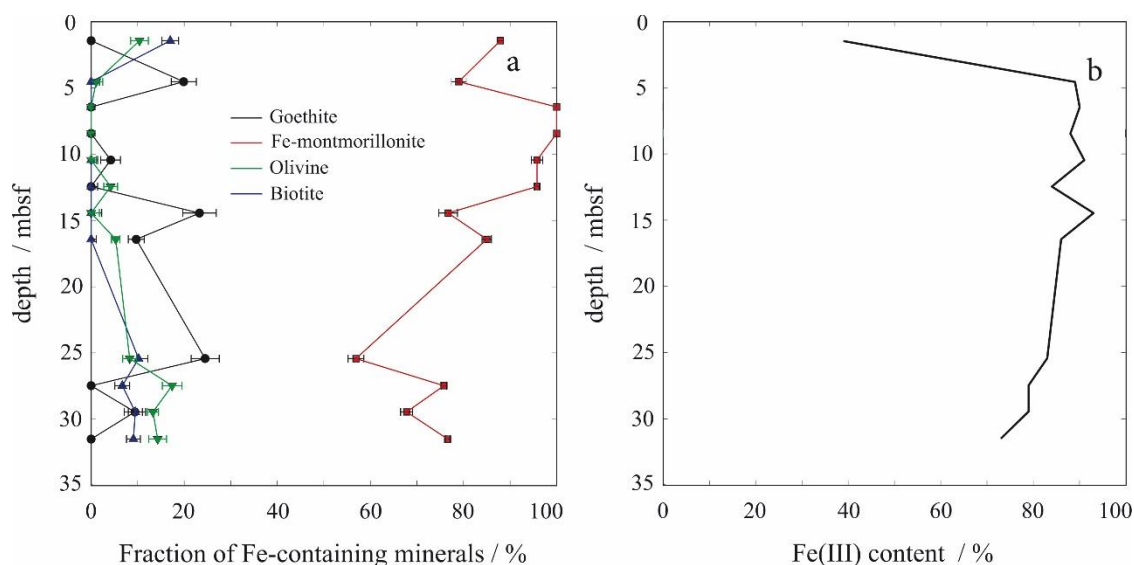 a
0
5
10
15
20
25
30
35
depth / mbsf
Goethite
Fe-montmorillonite
Olivine
Biotite
0 20 40 60 80 100
Fraction of Fe-containing minerals / %
b
0
5
10
15
20
25
30
35
depth / mbsf
0 20 40 60 80 100
Fe(III) content / %